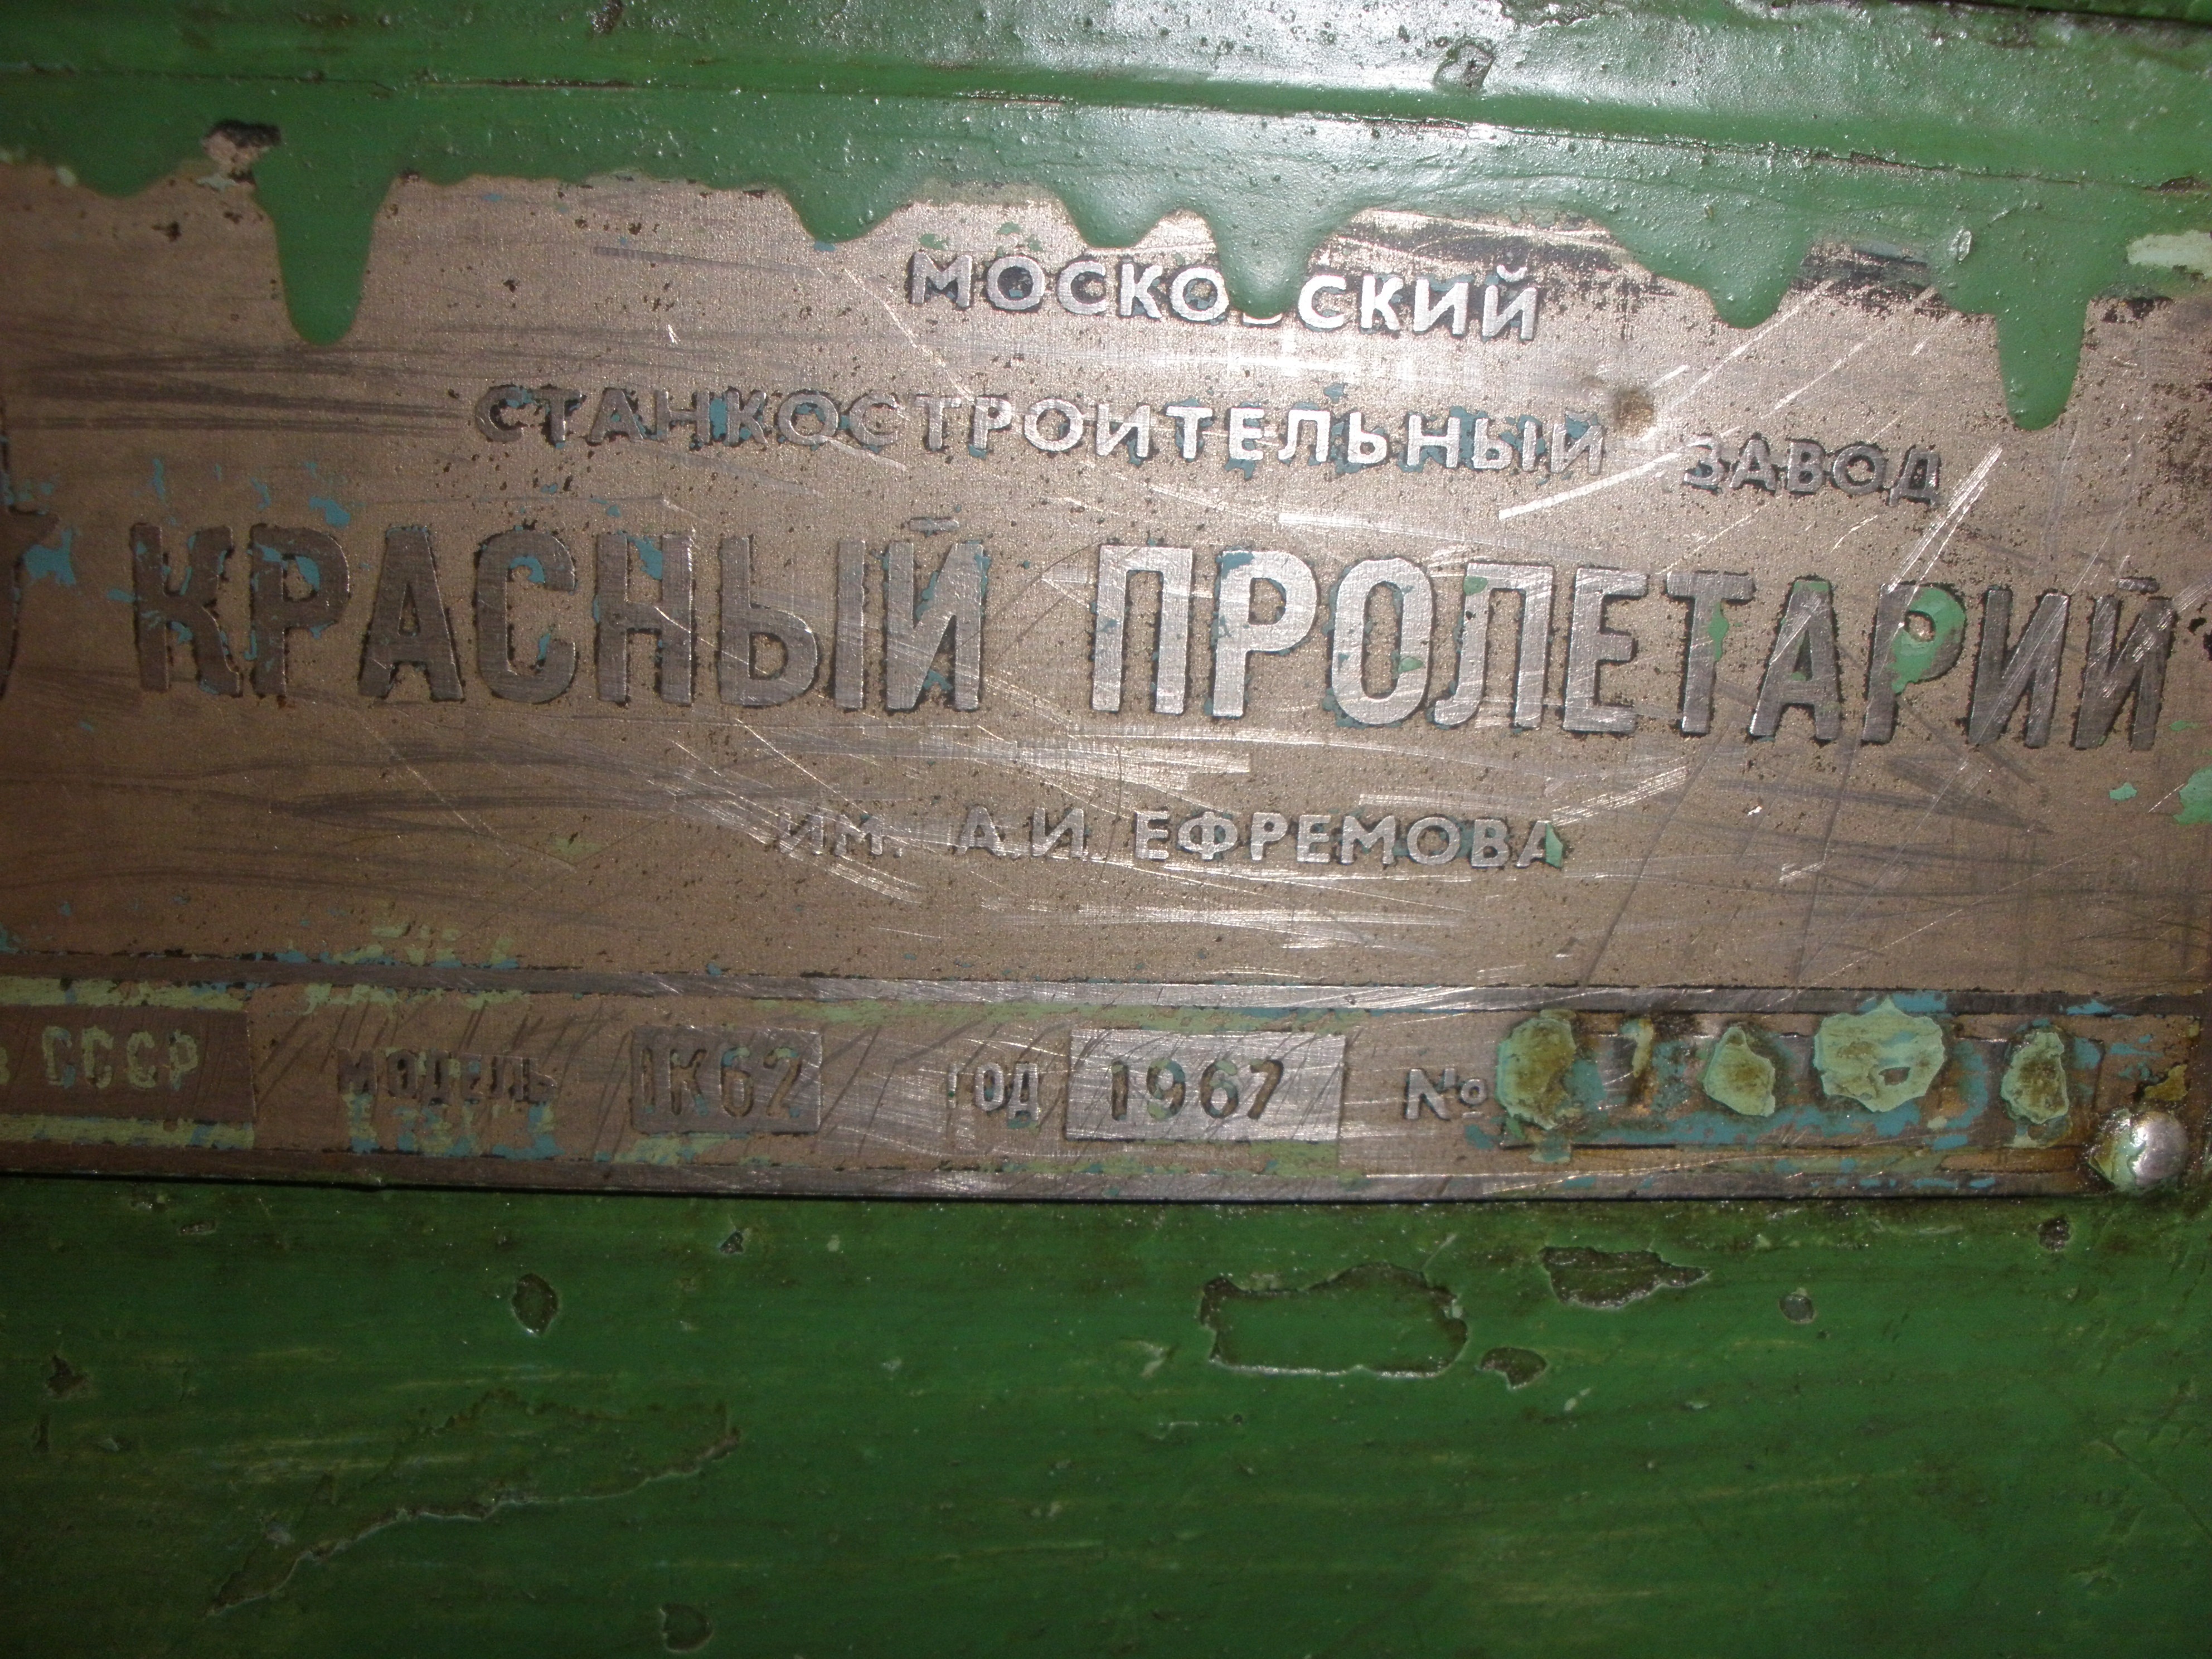 МОСКОВСКИЙ
СТАНКОСТРОИТЕЛЬНЫЙ ЗАВОД
КРАСНЫЙ ПРОЛЕТАРИЙ"
ИМ. А.И. ЕФРЕМОВА
в СССР МОДЕЛЬ 1К62 ГОД 1967 №